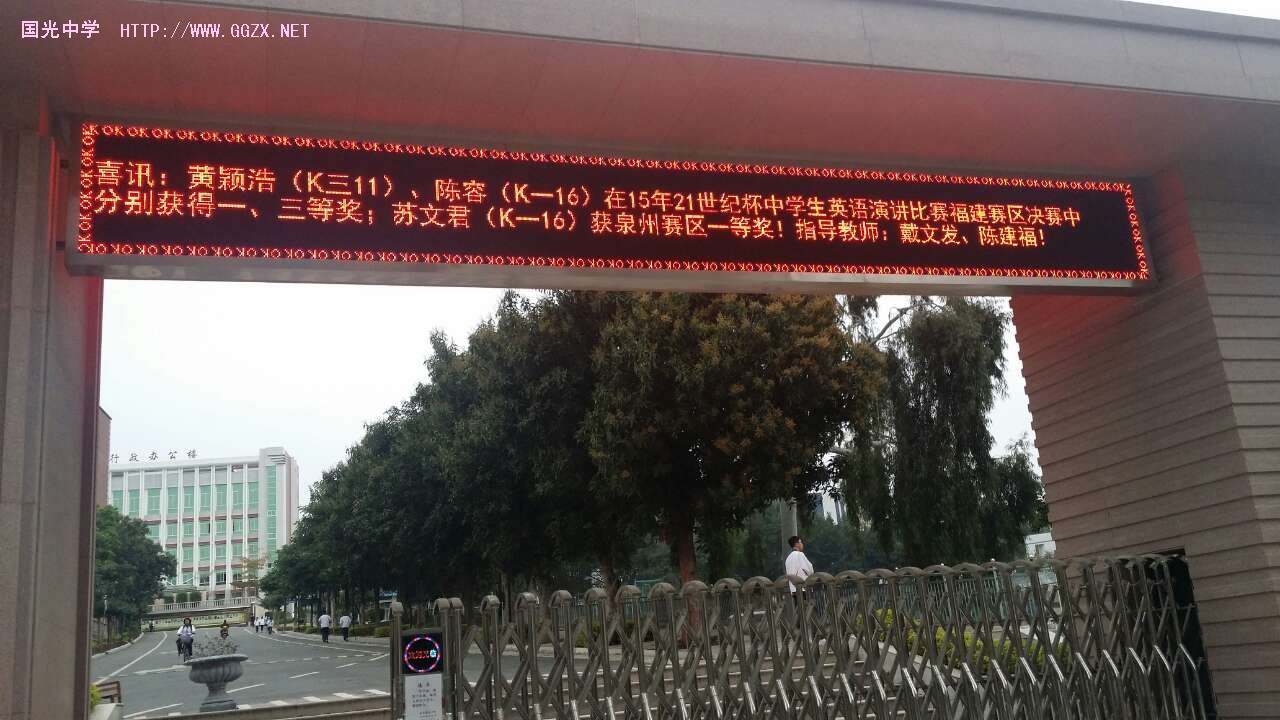 国光中学 HTTP://WWW.GGZX.NET
喜讯：黄颖浩（K三11）、陈容（K一16）在15年21世纪杯中学生英语演讲比赛福建赛区决赛中
分别获得一、三等奖；苏文君（K一16）获泉州赛区一等奖！指导教师：戴文发、陈建福！
行政办公楼